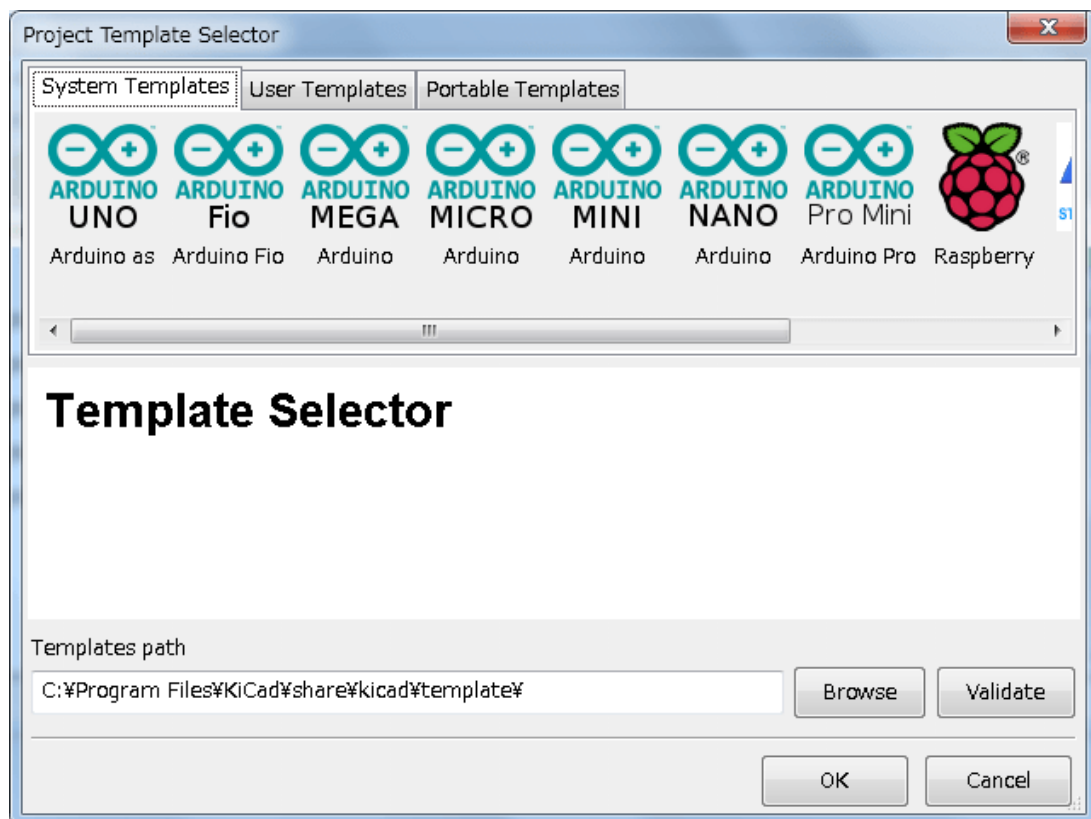 Project Template Selector
System Templates User Templates Portable Templates
ARDUINO ARDUINO ARDUINO ARDUINO ARDUINO ARDUINO ARDUINO
UNO Fio MEGA MICRO MINI NANO Pro Mini ®
Arduino as Arduino Fio Arduino Arduino Arduino Arduino Arduino Pro Raspberry
Template Selector
Templates path
C:¥Program Files¥KiCad¥share¥kicad¥template¥ Browse Validate
OK Cancel